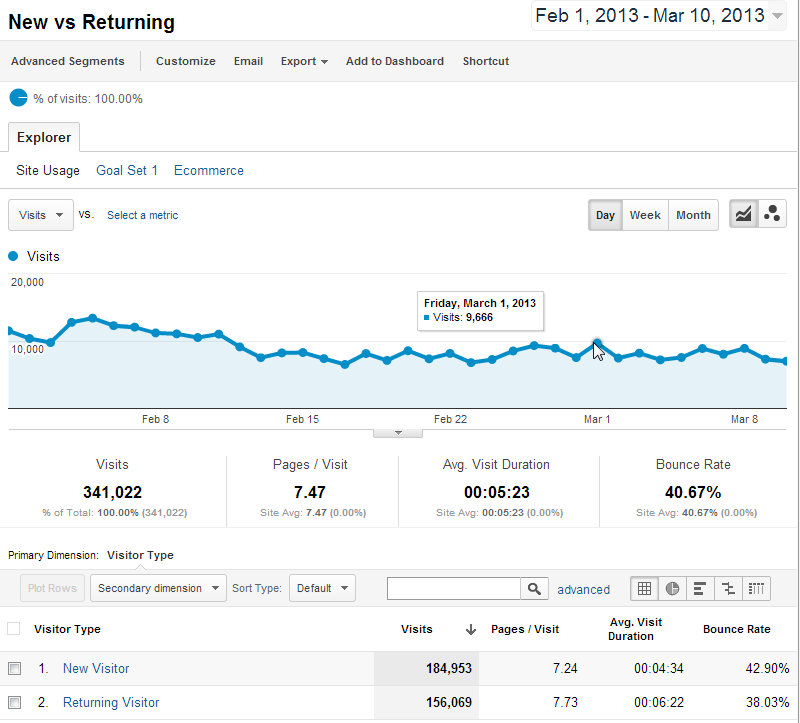 New vs Returning
Feb 1, 2013 - Mar 10, 2013
Advanced Segments Customize Email Export Add to Dashboard Shortcut
% of visits: 100.00%
Explorer
Site Usage Goal Set 1 Ecommerce
Visits vs. Select a metric Day Week Month
Visits
20,000
Friday, March 1, 2013
Visits: 9,666
10,000
Feb 8 Feb 15 Feb 22 Mar 1 Mar 8
Visits Pages / Visit Avg. Visit Duration Bounce Rate
341,022 7.47 00:05:23 40.67%
% of Total: 100.00% (341,022) Site Avg: 7.47 (0.00%) Site Avg: 00:05:23 (0.00%) Site Avg: 40.67% (0.00%)
Primary Dimension: Visitor Type
Plot Rows Secondary dimension Sort Type: Default advanced
Visitor Type Visits Pages / Visit Avg. Visit Duration Bounce Rate
1. New Visitor 184,953 7.24 00:04:34 42.90%
2. Returning Visitor 156,069 7.73 00:06:22 38.03%